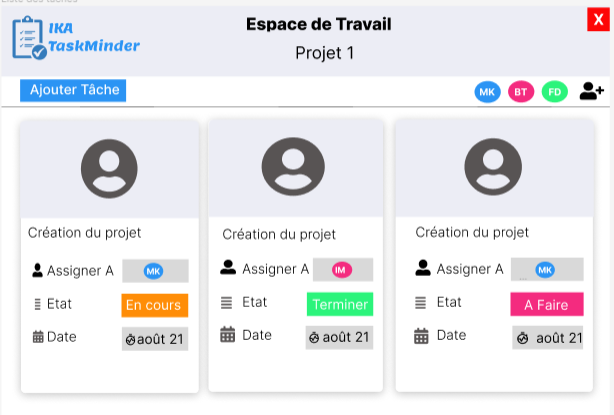 Liste des tâches
IKA
TaskMinder
Espace de Travail
Projet 1
X
Ajouter Tâche
MK BT FD
Création du projet
Assigner A MK
Etat En cours
Date août 21
Création du projet
Assigner A IM
Etat Terminer
Date août 21
Création du projet
Assigner A MK
Etat A Faire
Date août 21